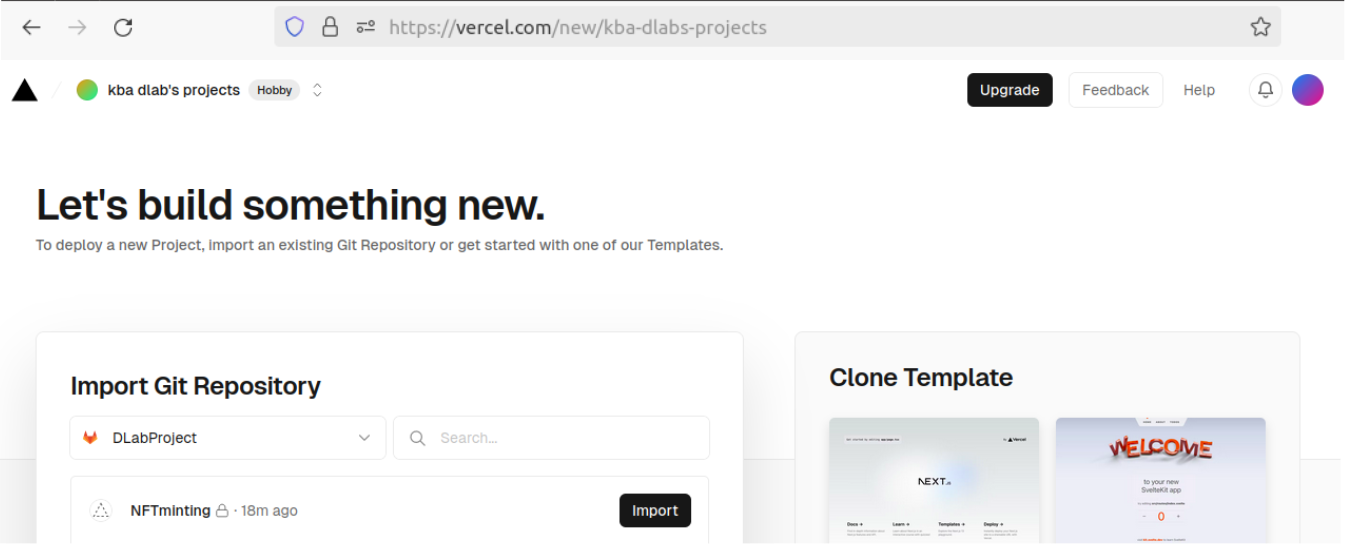 https://vercel.com/new/kba-dlabs-projects
kba dlab's projects Hobby
Upgrade Feedback Help
Let's build something new.
To deploy a new Project, import an existing Git Repository or get started with one of our Templates.
Import Git Repository
DLabProject
Search...
NFTminting · 18m ago
Import
Clone Template
Vercel
NEXT.js
Docs →
Learn →
Templates →
Deploy →
WELCOME
to your new
SvelteKit app
- 0 +